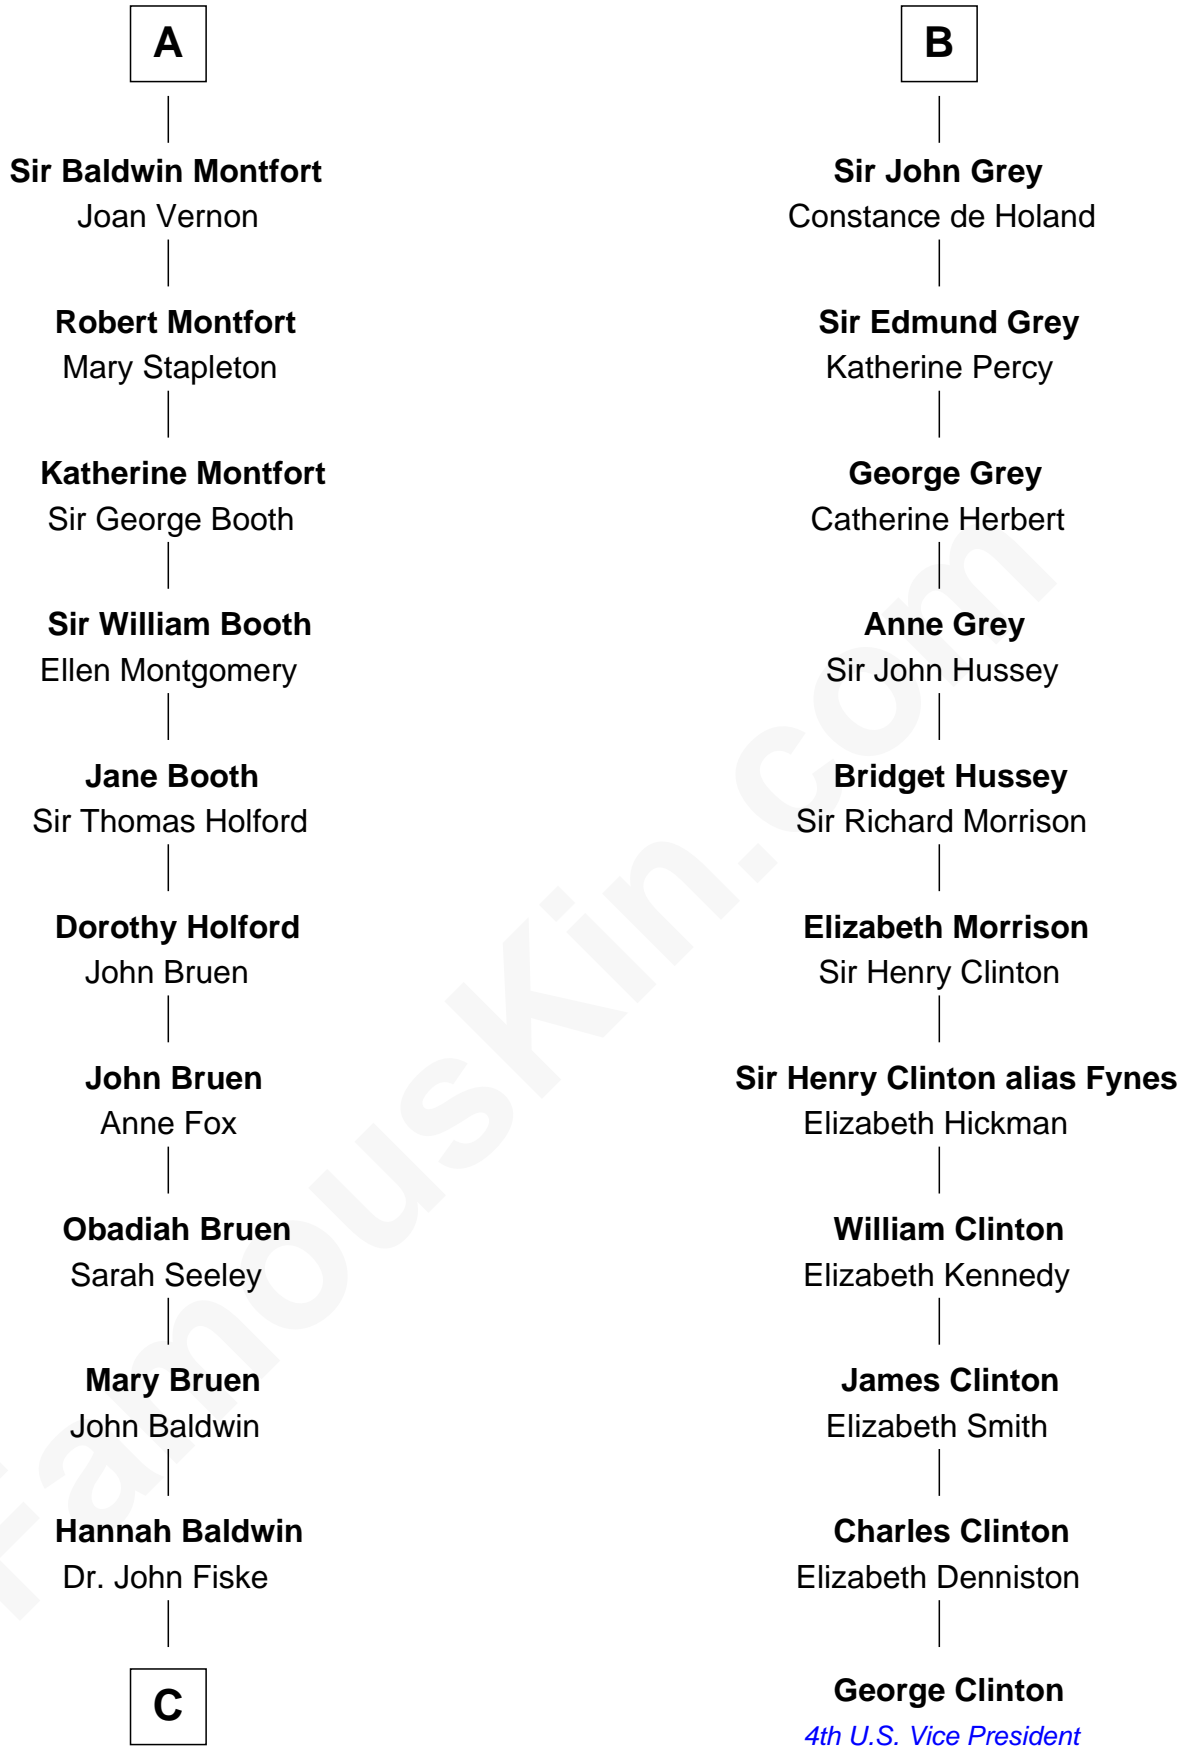 A
Sir Baldwin Montfort
Joan Vernon
Robert Montfort
Mary Stapleton
Katherine Montfort
Sir George Booth
Sir William Booth
Ellen Montgomery
Jane Booth
Sir Thomas Holford
Dorothy Holford
John Bruen
John Bruen
Anne Fox
Obadiah Bruen
Sarah Seeley
Mary Bruen
John Baldwin
Hannah Baldwin
Dr. John Fiske
C
B
Sir John Grey
Constance de Holand
Sir Edmund Grey
Katherine Percy
George Grey
Catherine Herbert
Anne Grey
Sir John Hussey
Bridget Hussey
Sir Richard Morrison
Elizabeth Morrison
Sir Henry Clinton
Sir Henry Clinton alias Fynes
Elizabeth Hickman
William Clinton
Elizabeth Kennedy
James Clinton
Elizabeth Smith
Charles Clinton
Elizabeth Denniston
George Clinton
4th U.S. Vice President
FamousKin.com